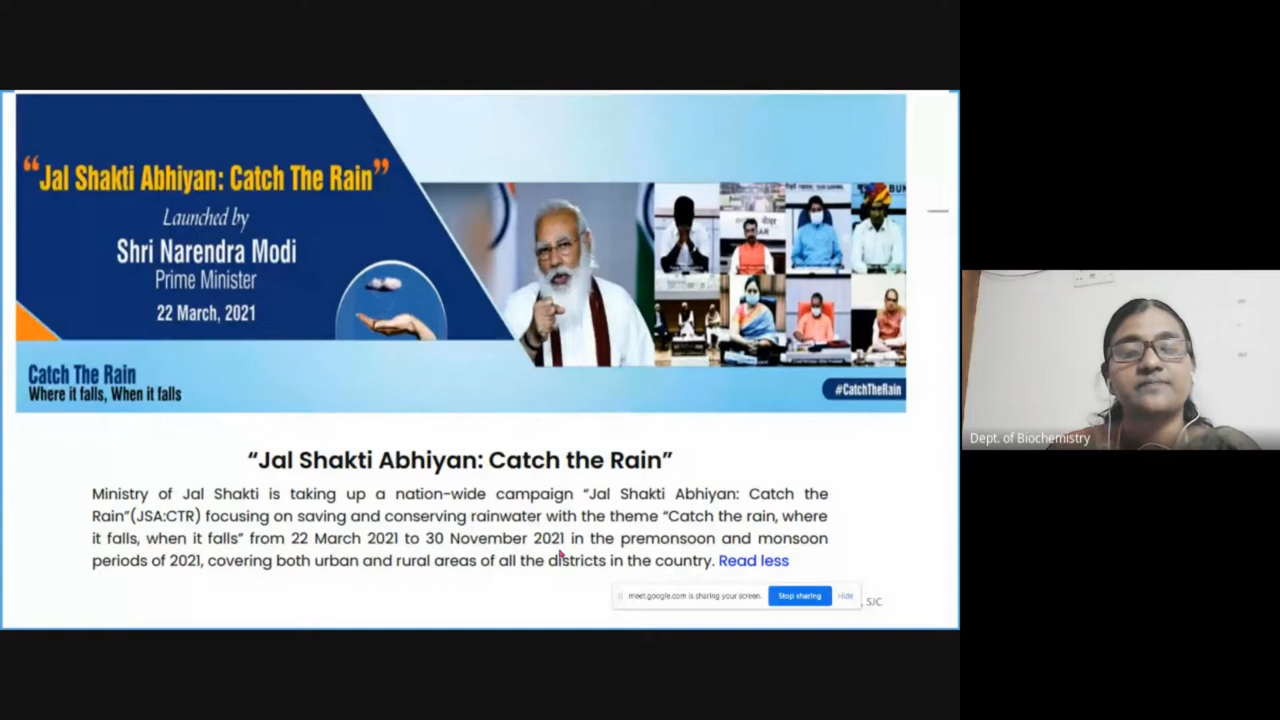 “Jal Shakti Abhiyan: Catch The Rain”
Launched by
Shri Narendra Modi
Prime Minister
22 March, 2021
Catch The Rain
Where it falls, When it falls
#CatchTheRain
“Jal Shakti Abhiyan: Catch the Rain”
Ministry of Jal Shakti is taking up a nation-wide campaign “Jal Shakti Abhiyan: Catch the
Rain”(JSA:CTR) focusing on saving and conserving rainwater with the theme “Catch the rain, where
it falls, when it falls” from 22 March 2021 to 30 November 2021 in the premonsoon and monsoon
periods of 2021, covering both urban and rural areas of all the districts in the country. Read less
meet.google.com is sharing your screen.
Stop sharing
Hide
, SJC
Dept. of Biochemistry